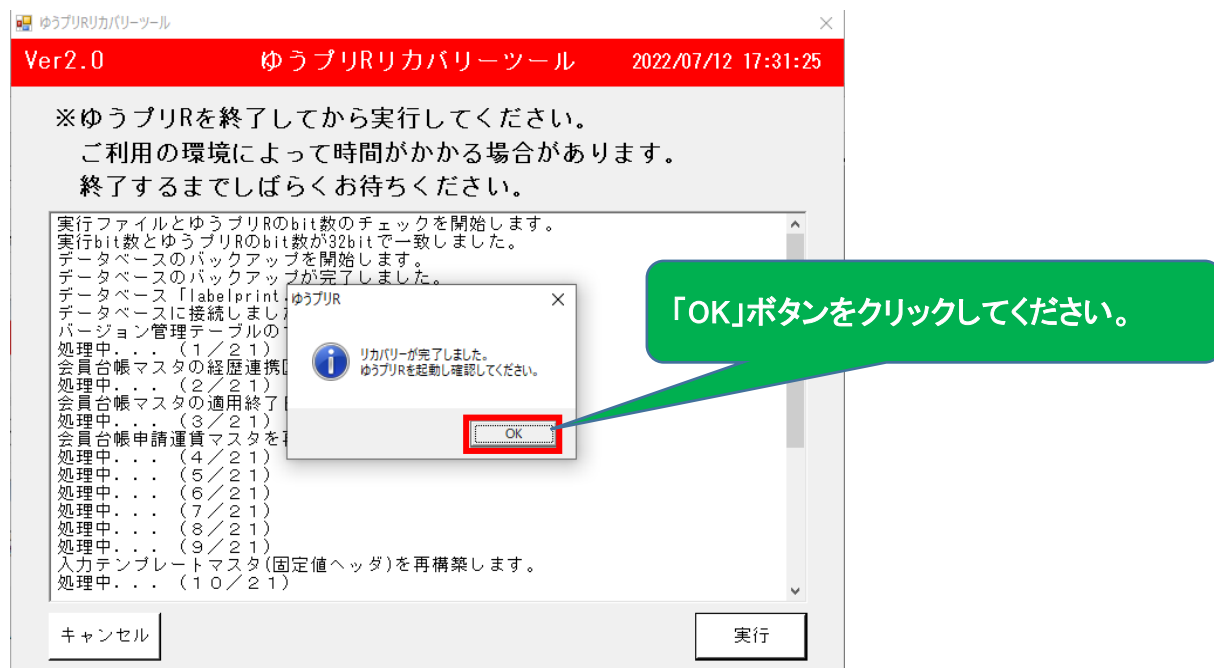 ゆうプリRリカバリーツール
Ver2.0 ゆうプリRリカバリーツール 2022/07/12 17:31:25
※ゆうプリRを終了してから実行してください。
ご利用の環境によって時間がかかる場合があります。
終了するまでしばらくお待ちください。
実行ファイルとゆうプリRのbit数のチェックを開始します。
実行bit数とゆうプリRのbit数が32bitで一致しました。
データベースのバックアップを開始します。
データベースのバックアップが完了しました。
データベース「labelprint.
データベースに接続しまし
バージョン管理テーブルの
処理中．．．（１／２１）
会員台帳マスタの経歴連携
処理中．．．（２／２１）
会員台帳マスタの適用終了
処理中．．．（３／２１）
会員台帳申請運賃マスタを
処理中．．．（４／２１）
処理中．．．（５／２１）
処理中．．．（６／２１）
処理中．．．（７／２１）
処理中．．．（８／２１）
処理中．．．（９／２１）
入力テンプレートマスタ(固定値ヘッダ)を再構築します。
処理中．．．（１０／２１）
ゆうプリR
リカバリーが完了しました。
ゆうプリRを起動し確認してください。
OK
「OK」ボタンをクリックしてください。
キャンセル
実行